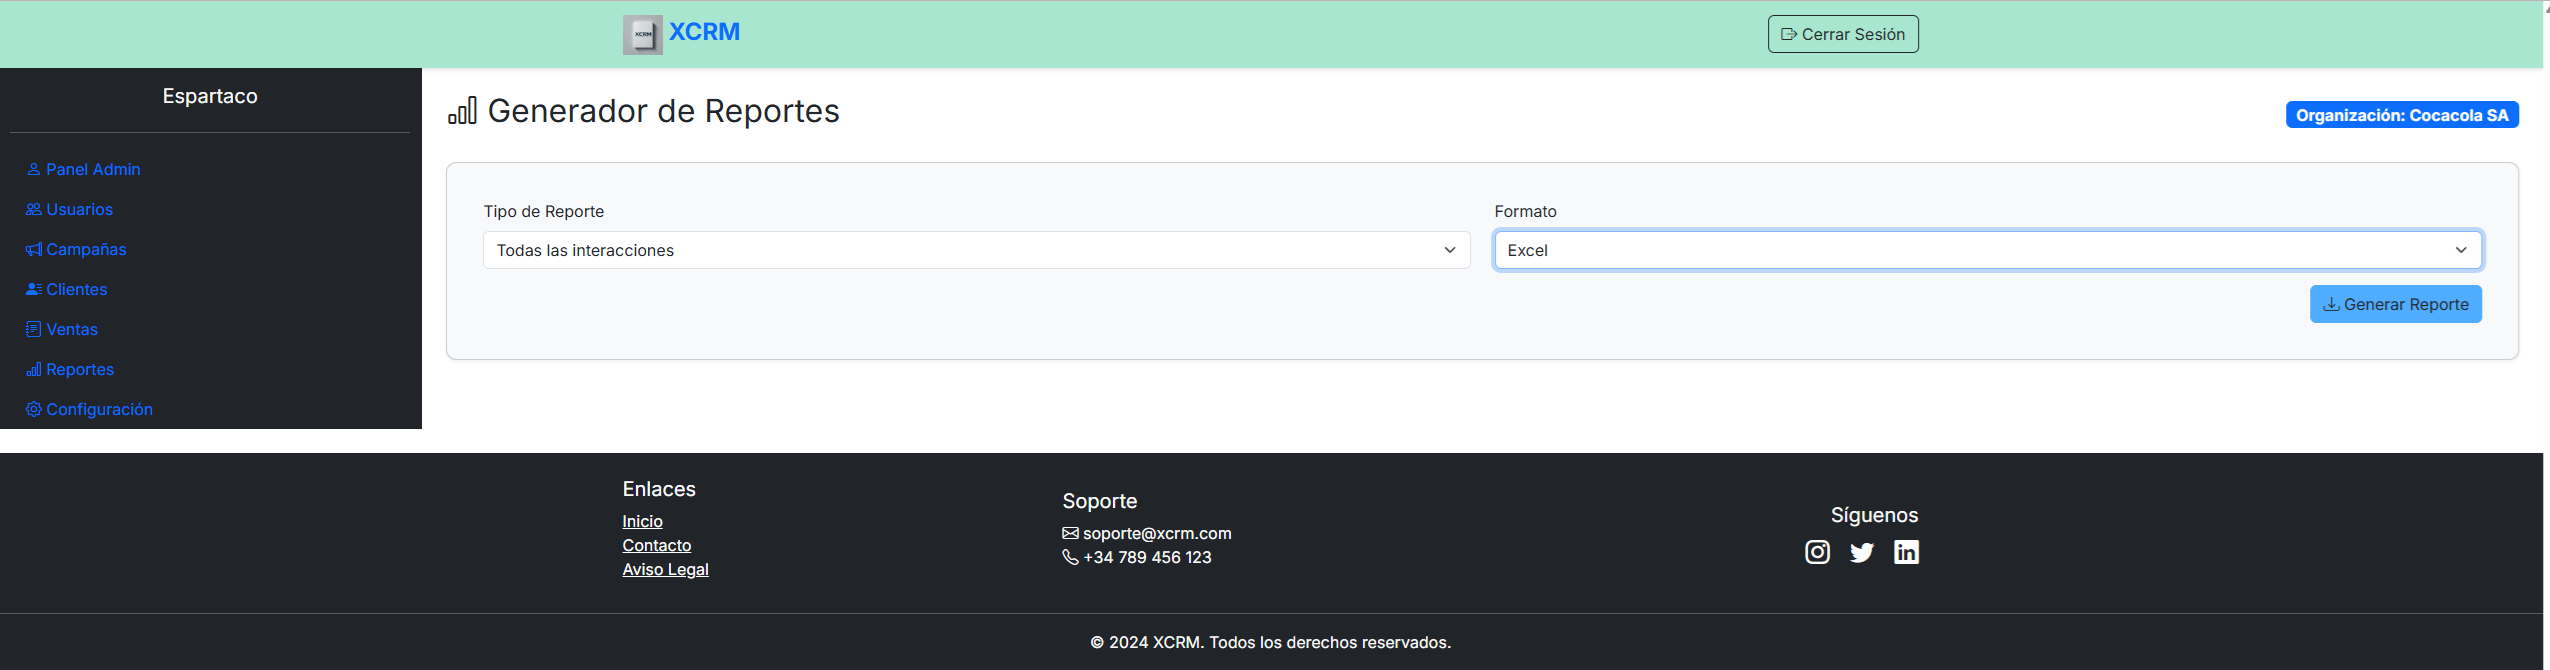 XCRM
XCRM
Cerrar Sesión
Espartaco
Panel Admin
Usuarios
Campañas
Clientes
Ventas
Reportes
Configuración
Generador de Reportes
Organización: Cocacola SA
Tipo de Reporte
Todas las interacciones
Formato
Excel
Generar Reporte
Enlaces
Inicio
Contacto
Aviso Legal
Soporte
soporte@xcrm.com
+34 789 456 123
Síguenos
© 2024 XCRM. Todos los derechos reservados.